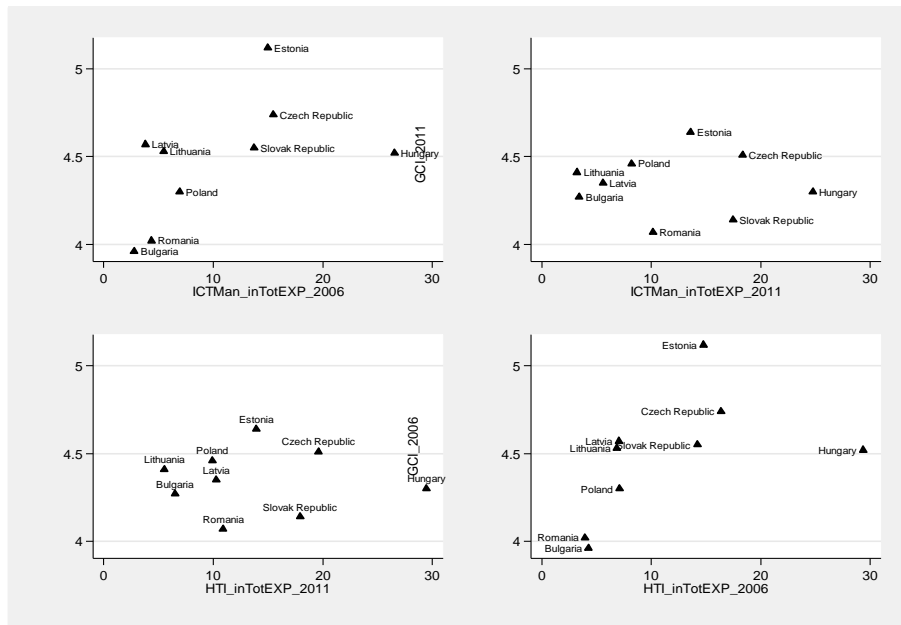 5
4.5
4
Estonia
Czech Republic
Latvia
Lithuania
Slovak Republic
Hungary
Poland
Romania
Bulgaria
0 10 20 30
ICTMan_inTotEXP_2006
GCI_2011
5
4.5
4
Estonia
Czech Republic
Poland
Lithuania
Latvia
Bulgaria
Hungary
Slovak Republic
Romania
0 10 20 30
ICTMan_inTotEXP_2011
5
4.5
4
Estonia
Czech Republic
Poland
Lithuania
Latvia
Bulgaria
Hungary
Slovak Republic
Romania
0 10 20 30
HTI_inTotEXP_2011
GCI_2006
5
4.5
4
Estonia
Czech Republic
Latvia
Slovak Republic
Lithuania
Hungary
Poland
Romania
Bulgaria
0 10 20 30
HTI_inTotEXP_2006